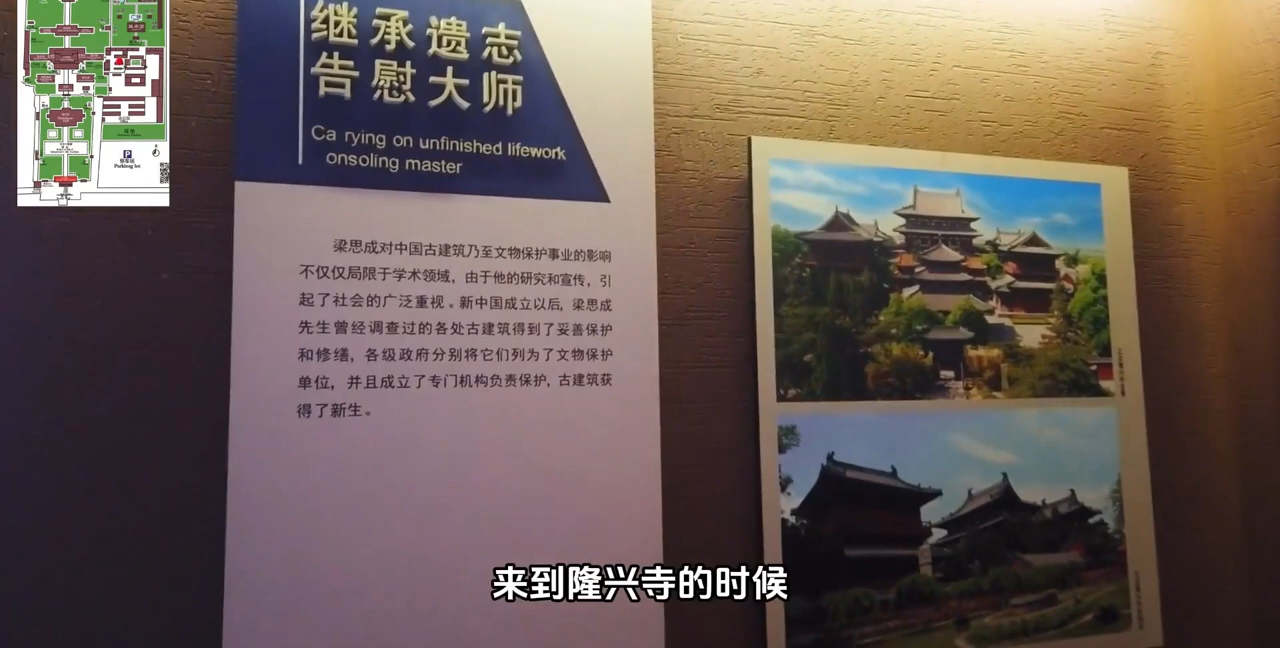 继承遗志
告慰大师
Ca rying on unfinished lifework
onsoling master
梁思成对中国古建筑乃至文物保护事业的影响
不仅仅局限于学术领域，由于他的研究和宣传，引
起了社会的广泛重视。新中国成立以后，梁思成
先生曾经调查过的各处古建筑得到了妥善保护
和修缮，各级政府分别将它们列为了文物保护
单位，并且成立了专门机构负责保护，古建筑获
得了新生。
P
停车场
Parking lot
来到隆兴寺的时候